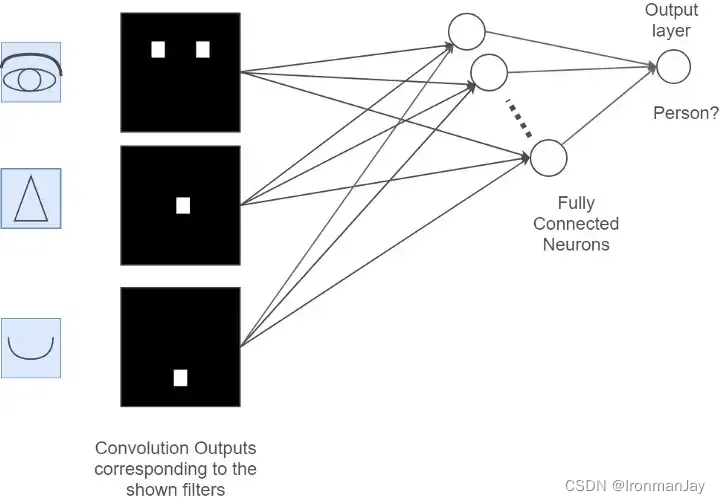 Output
layer
Person?
Fully
Connected
Neurons
Convolution Outputs
corresponding to the
shown filters
CSDN @IronmanJay